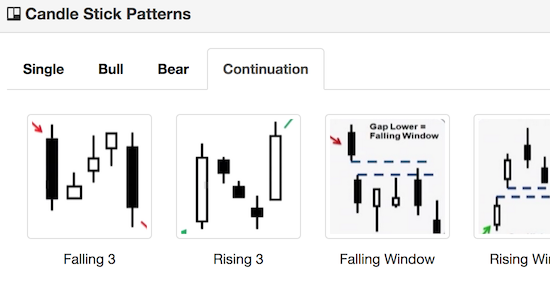 Candle Stick Patterns
Single Bull Bear Continuation
Gap Lower =
Falling Window
Falling 3 Rising 3 Falling Window Rising Wi